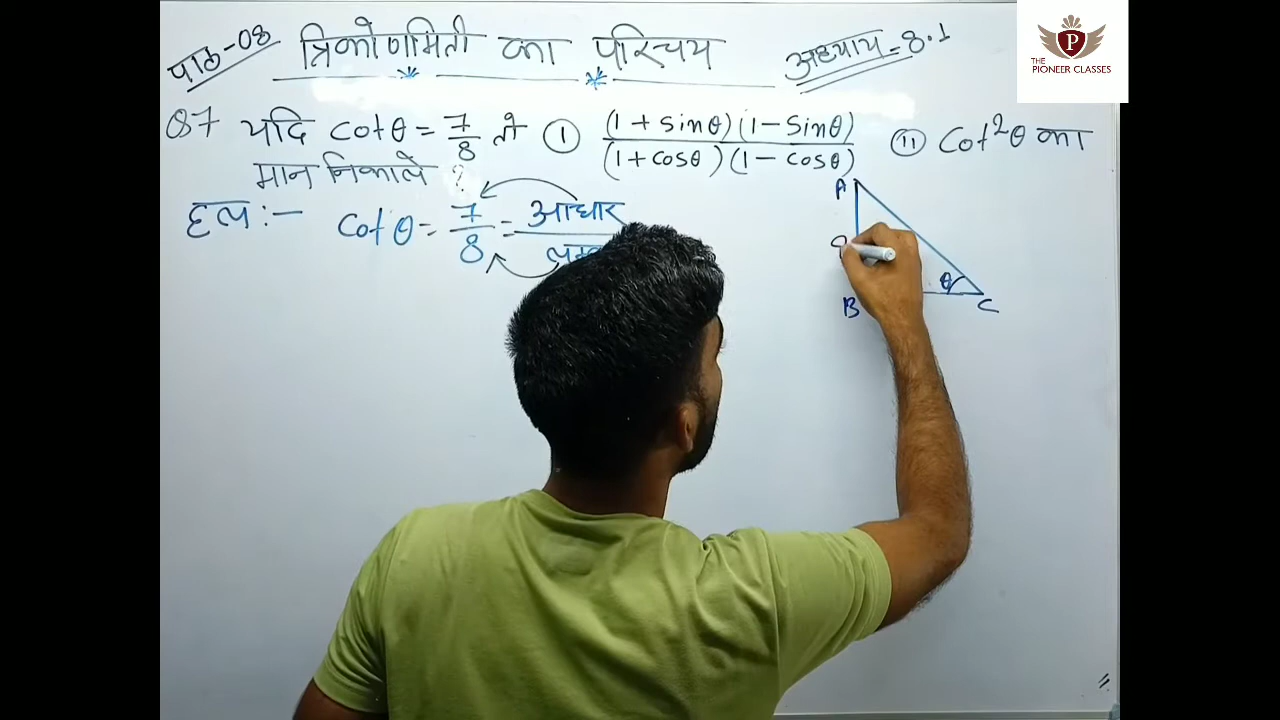 पाठ-08 त्रिकोणमिती का परिचय अध्याय=8.1
THE
PIONEER CLASSES
P
Q7 यदि Cotθ = 7/8 तो ① (1+sinθ)(1-sinθ)/(1+cosθ)(1-cosθ) ⑪ Cot²θ का
मान निकाले ?
हल :- Cotθ = 7/8 = आधार
A
θ
B
C